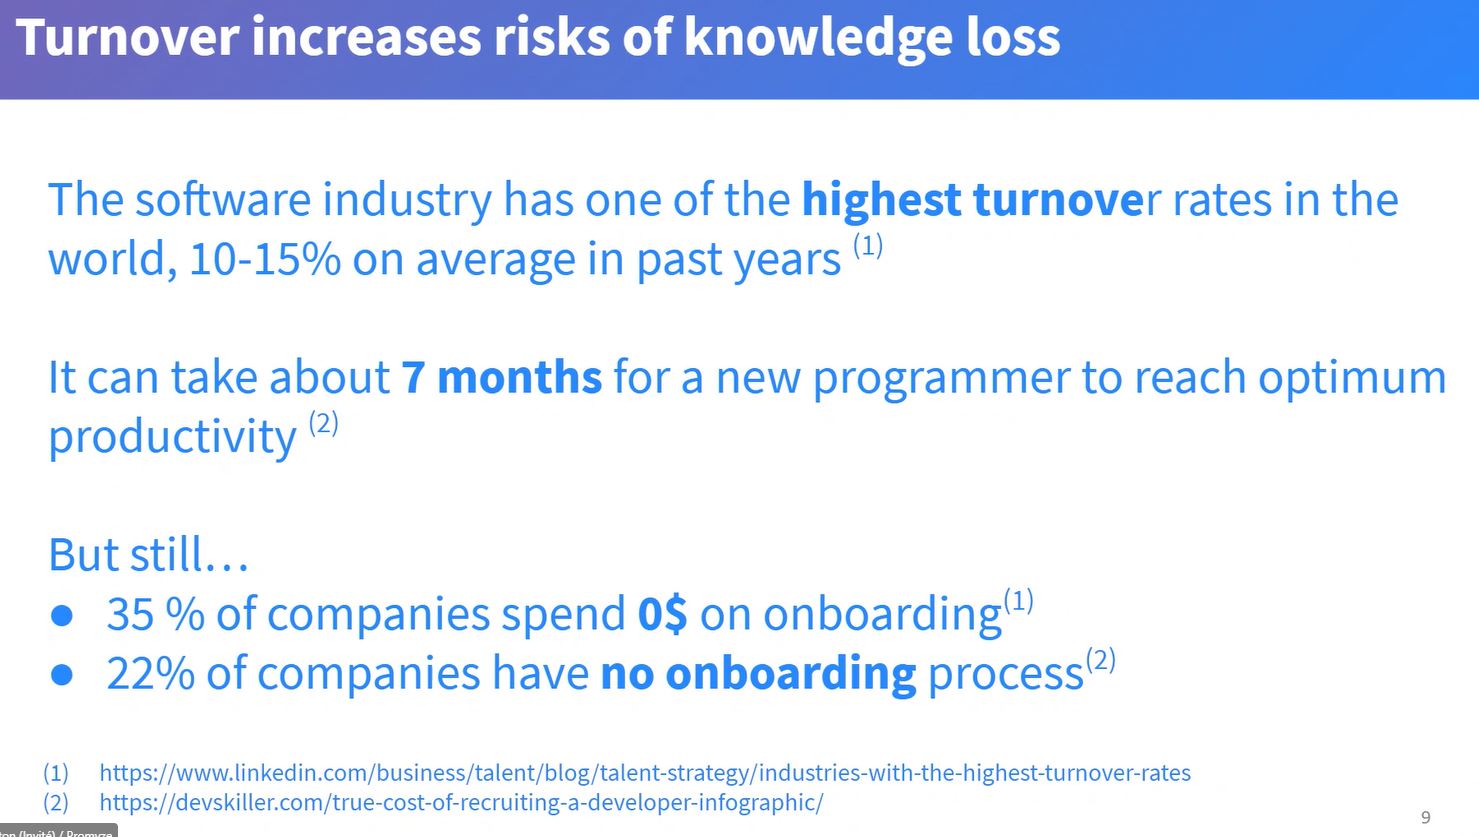 Turnover increases risks of knowledge loss
The software industry has one of the highest turnover rates in the
world, 10-15% on average in past years (1)
It can take about 7 months for a new programmer to reach optimum
productivity (2)
But still…
● 35 % of companies spend 0$ on onboarding(1)
● 22% of companies have no onboarding process(2)
(1) https://www.linkedin.com/business/talent/blog/talent-strategy/industries-with-the-highest-turnover-rates
(2) https://devskiller.com/true-cost-of-recruiting-a-developer-infographic/
9
(Invité) / Promyze